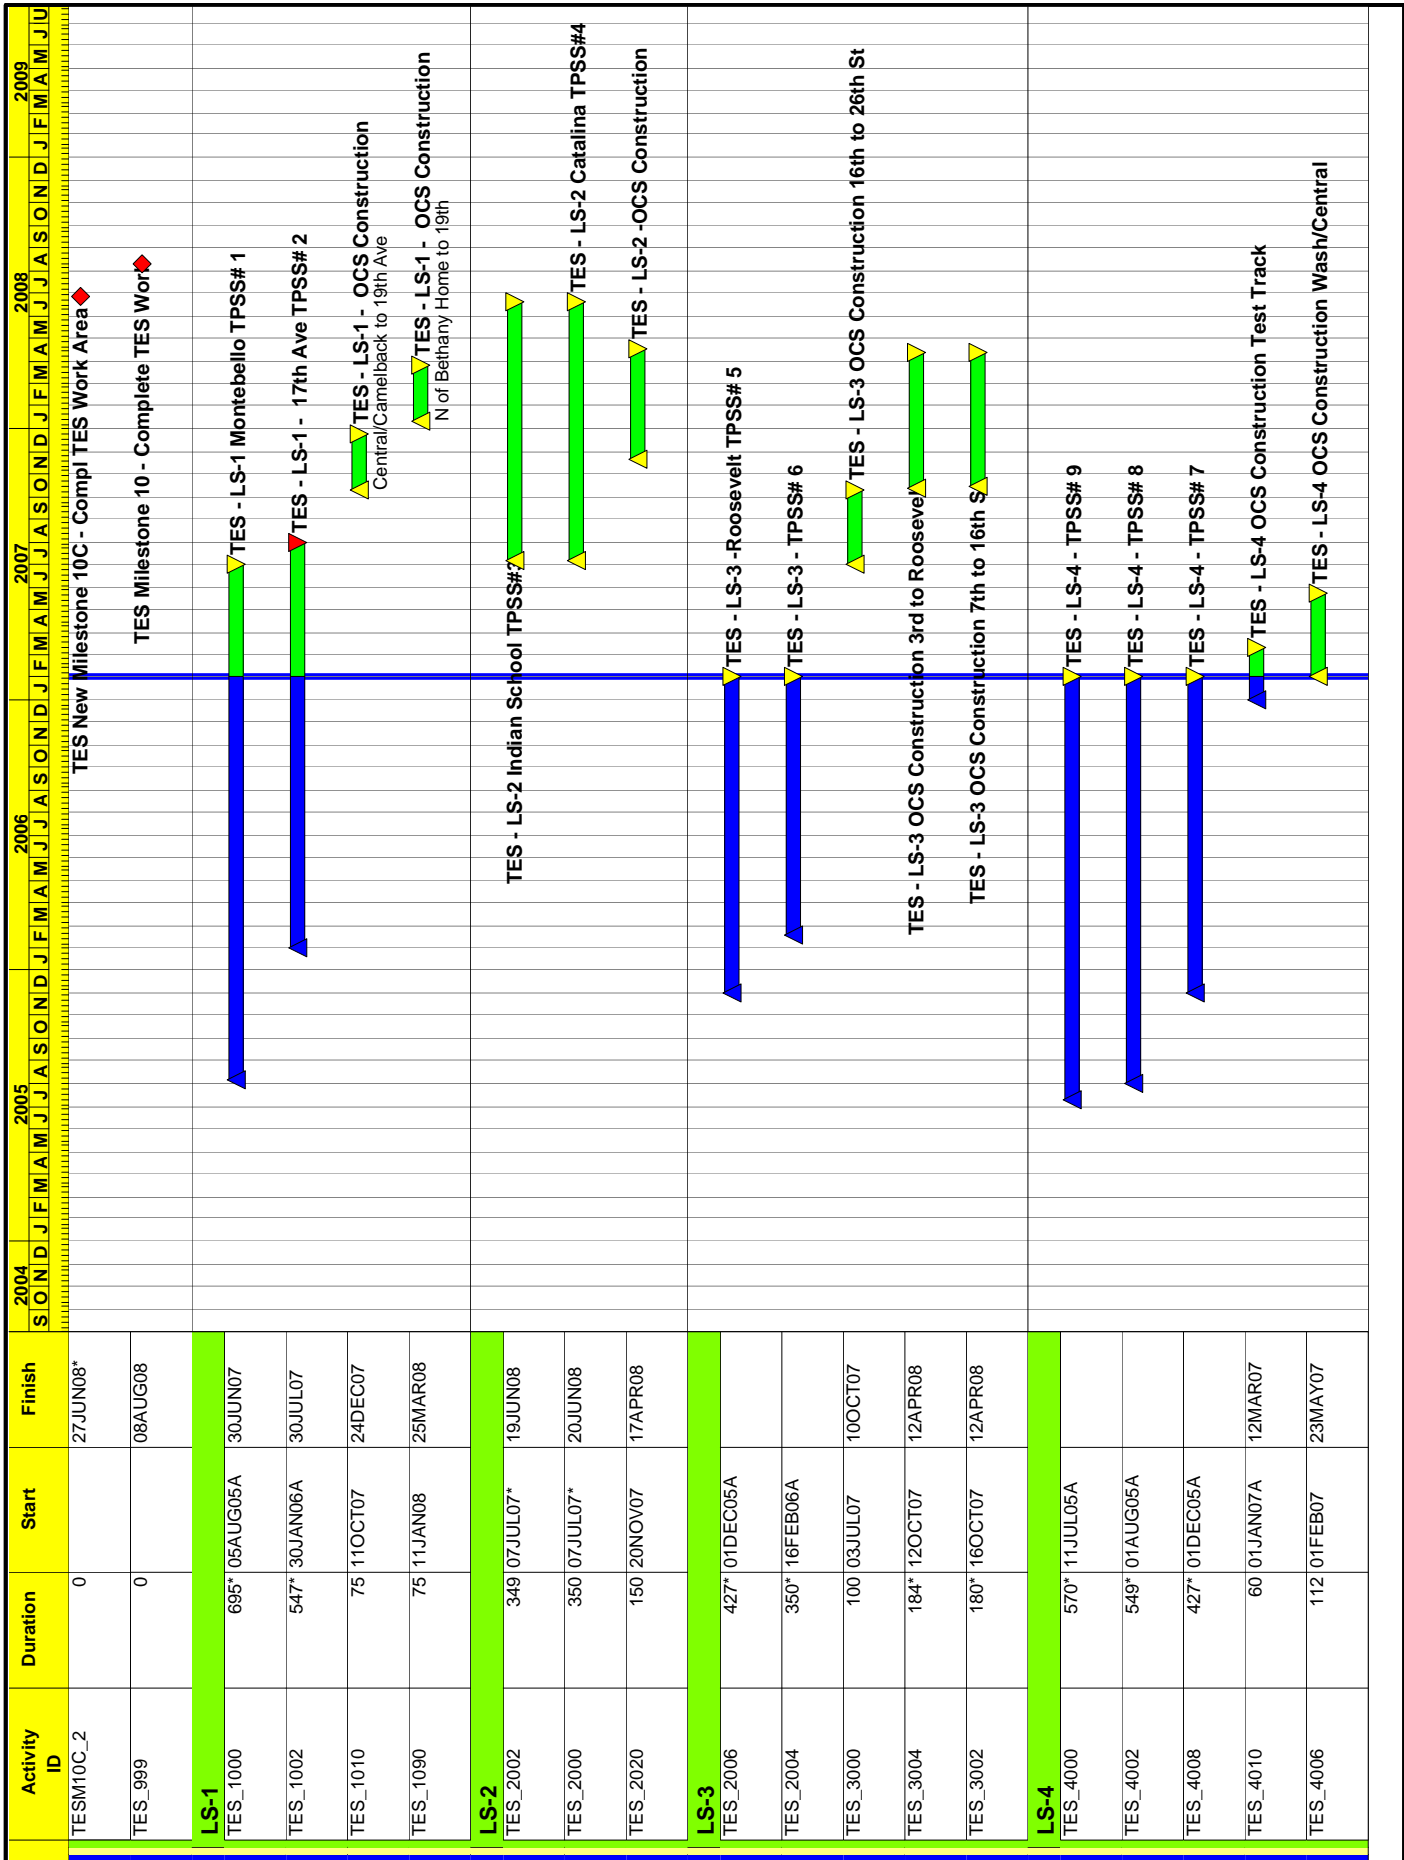 Activity ID Duration Start Finish
2004 2005 2006 2007 2008 2009
S O N D J F M A M J J A S O N D J F M A M J J A S O N D J F M A M J J A S O N D J F M A M J J A S O N D J F M A M J U
TESM10C_2 0 27JUN08* TES New Milestone 10C - Compl TES Work Area
TES_999 0 08AUG08 TES Milestone 10 - Complete TES Work
LS-1
TES_1000 695* 05AUG05A 30JUN07 TES - LS-1 Montebello TPSS# 1
TES_1002 547* 30JAN06A 30JUL07 TES - LS-1 - 17th Ave TPSS# 2
TES_1010 75 11OCT07 24DEC07 TES - LS-1 - OCS Construction
Central/Camelback to 19th Ave
TES_1090 75 11JAN08 25MAR08 TES - LS-1 - OCS Construction
N of Bethany Home to 19th
LS-2
TES_2002 349 07JUL07* 19JUN08 TES - LS-2 Indian School TPSS#
TES_2000 350 07JUL07* 20JUN08 TES - LS-2 Catalina TPSS#4
TES_2020 150 20NOV07 17APR08 TES - LS-2 -OCS Construction
LS-3
TES_2006 427* 01DEC05A TES - LS-3 -Roosevelt TPSS# 5
TES_2004 350* 16FEB06A TES - LS-3 - TPSS# 6
TES_3000 100 03JUL07 10OCT07 TES - LS-3 OCS Construction 16th to 26th St
TES_3004 184* 12OCT07 12APR08 TES - LS-3 OCS Construction 3rd to Roosevel
TES_3002 180* 16OCT07 12APR08 TES - LS-3 OCS Construction 7th to 16th S
LS-4
TES_4000 570* 11JUL05A TES - LS-4 - TPSS# 9
TES_4002 549* 01AUG05A TES - LS-4 - TPSS# 8
TES_4008 427* 01DEC05A TES - LS-4 - TPSS# 7
TES_4010 60 01JAN07A 12MAR07 TES - LS-4 OCS Construction Test Track
TES_4006 112 01FEB07 23MAY07 TES - LS-4 OCS Construction Wash/Central